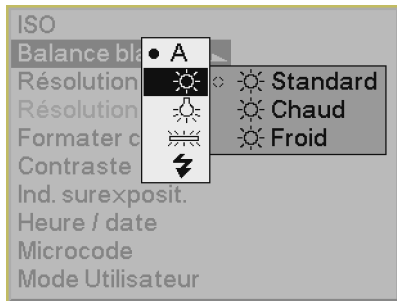 ISO
Balance bla
A
Résolution
Standard
Résolution
Chaud
Formater c
Froid
Contraste
Ind. surexposit.
Heure / date
Microcode
Mode Utilisateur